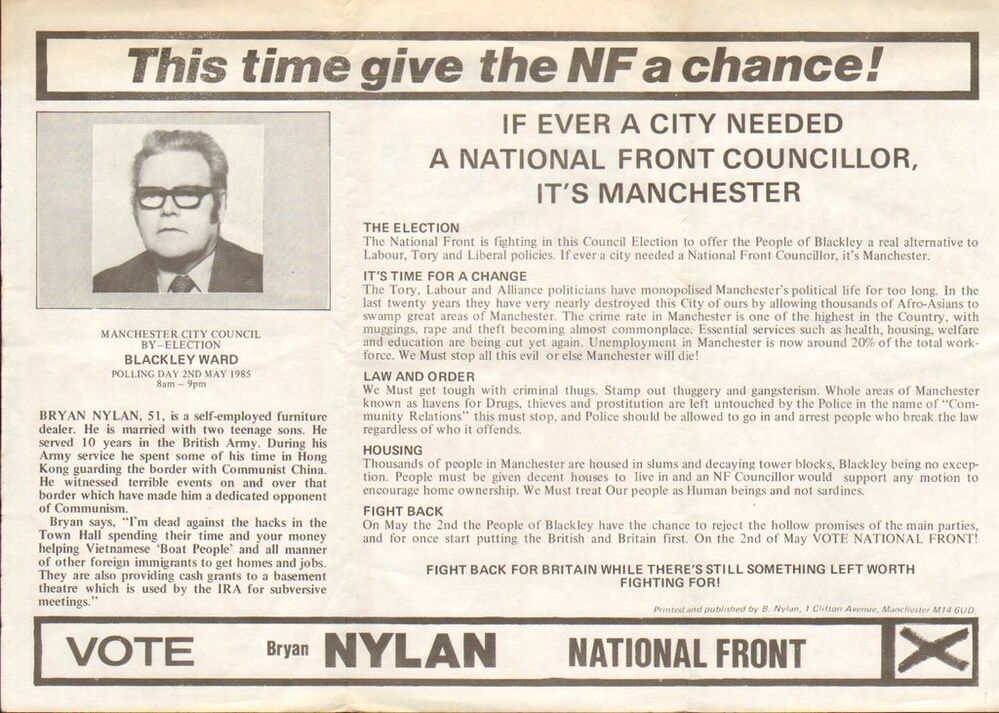 This time give the NF a chance!
MANCHESTER CITY COUNCIL
BY-ELECTION
BLACKLEY WARD
POLLING DAY 2ND MAY 1985
8am – 9pm
BRYAN NYLAN, 51, is a self-employed furniture
dealer. He is married with two teenage sons. He
served 10 years in the British Army. During his
Army service he spent some of his time in Hong
Kong guarding the border with Communist China.
He witnessed terrible events on and over that
border which have made him a dedicated opponent
of Communism.
Bryan says, “I'm dead against the hacks in the
Town Hall spending their time and your money
helping Vietnamese ‘Boat People’ and all manner
of other foreign immigrants to get homes and jobs.
They are also providing cash grants to a basement
theatre which is used by the IRA for subversive
meetings.”
IF EVER A CITY NEEDED
A NATIONAL FRONT COUNCILLOR,
IT'S MANCHESTER
THE ELECTION
The National Front is fighting in this Council Election to offer the People of Blackley a real alternative to
Labour, Tory and Liberal policies. If ever a city needed a National Front Councillor, it's Manchester.
IT'S TIME FOR A CHANGE
The Tory, Labour and Alliance politicians have monopolised Manchester's political life for too long. In the
last twenty years they have very nearly destroyed this City of ours by allowing thousands of Afro-Asians to
swamp great areas of Manchester. The crime rate in Manchester is one of the highest in the Country, with
muggings, rape and theft becoming almost commonplace. Essential services such as health, housing, welfare
and education are being cut yet again. Unemployment in Manchester is now around 20% of the total work-
force. We Must stop all this evil or else Manchester will die!
LAW AND ORDER
We Must get tough with criminal thugs. Stamp out thuggery and gangsterism. Whole areas of Manchester
known as havens for Drugs, thieves and prostitution are left untouched by the Police in the name of “Com-
munity Relations” this must stop, and Police should be allowed to go in and arrest people who break the law
regardless of who it offends.
HOUSING
Thousands of people in Manchester are housed in slums and decaying tower blocks, Blackley being no excep-
tion. People must be given decent houses to live in and an NF Councillor would support any motion to
encourage home ownership. We Must treat Our people as Human beings and not sardines.
FIGHT BACK
On May the 2nd the People of Blackley have the chance to reject the hollow promises of the main parties,
and for once start putting the British and Britain first. On the 2nd of May VOTE NATIONAL FRONT!
FIGHT BACK FOR BRITAIN WHILE THERE'S STILL SOMETHING LEFT WORTH
FIGHTING FOR!
Printed and published by B. Nylan, 1 Clifton Avenue, Manchester M14 6UD.
VOTE Bryan NYLAN NATIONAL FRONT